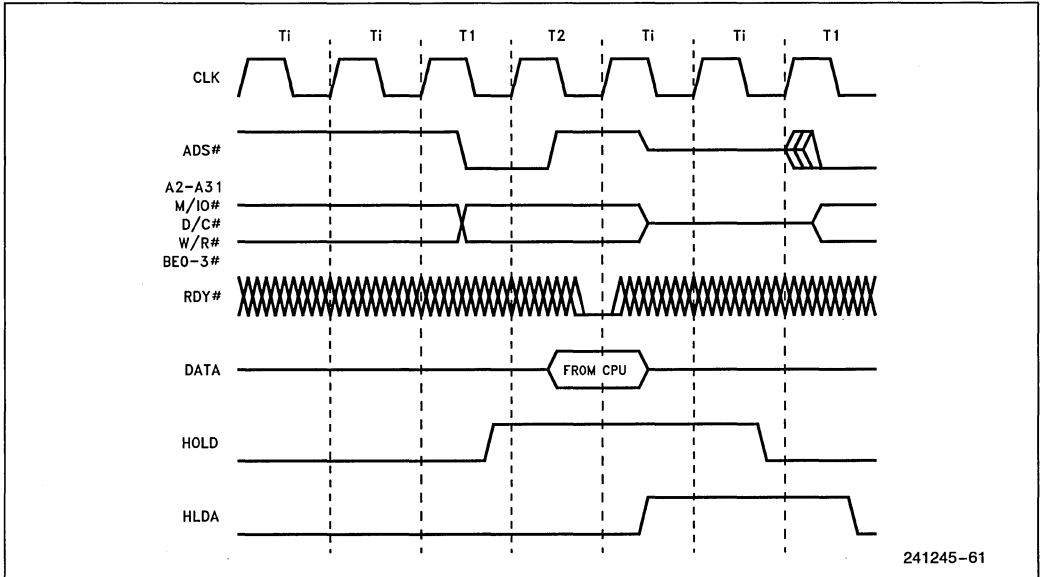 Ti Ti T1 T2 Ti Ti T1
CLK
ADS#
A2-A31
M/IO#
D/C#
W/R#
BE0-3#
RDY#
DATA FROM CPU
HOLD
HLDA
241245-61